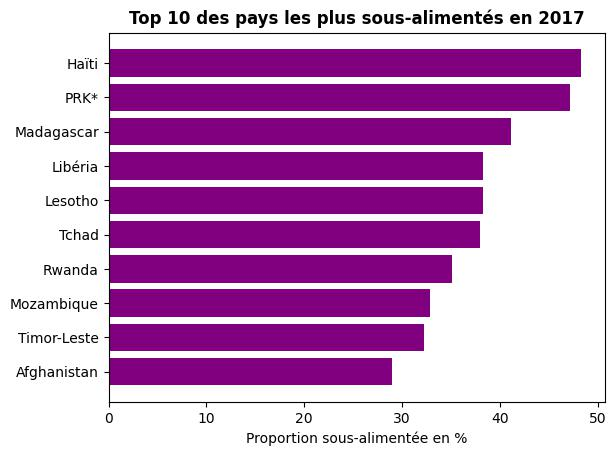 Top 10 des pays les plus sous-alimentés en 2017
Haïti
PRK*
Madagascar
Libéria
Lesotho
Tchad
Rwanda
Mozambique
Timor-Leste
Afghanistan
0 10 20 30 40 50
Proportion sous-alimentée en %